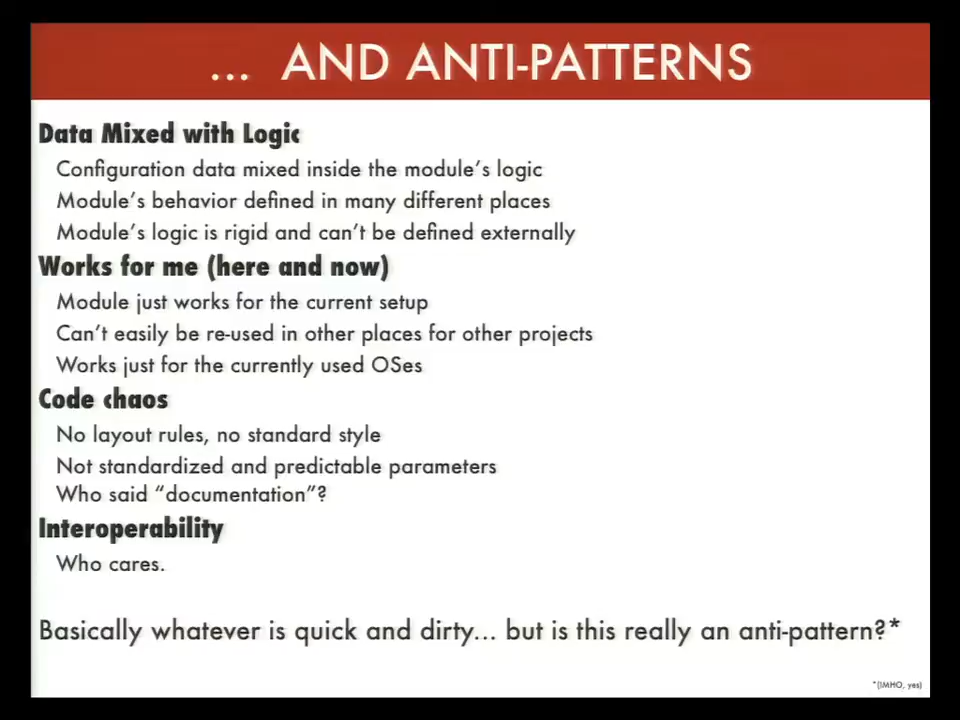 ... AND ANTI-PATTERNS
Data Mixed with Logic
Configuration data mixed inside the module's logic
Module's behavior defined in many different places
Module's logic is rigid and can't be defined externally
Works for me (here and now)
Module just works for the current setup
Can't easily be re-used in other places for other projects
Works just for the currently used OSes
Code chaos
No layout rules, no standard style
Not standardized and predictable parameters
Who said “documentation”?
Interoperability
Who cares.
Basically whatever is quick and dirty... but is this really an anti-pattern?*
*(IMHO, yes)